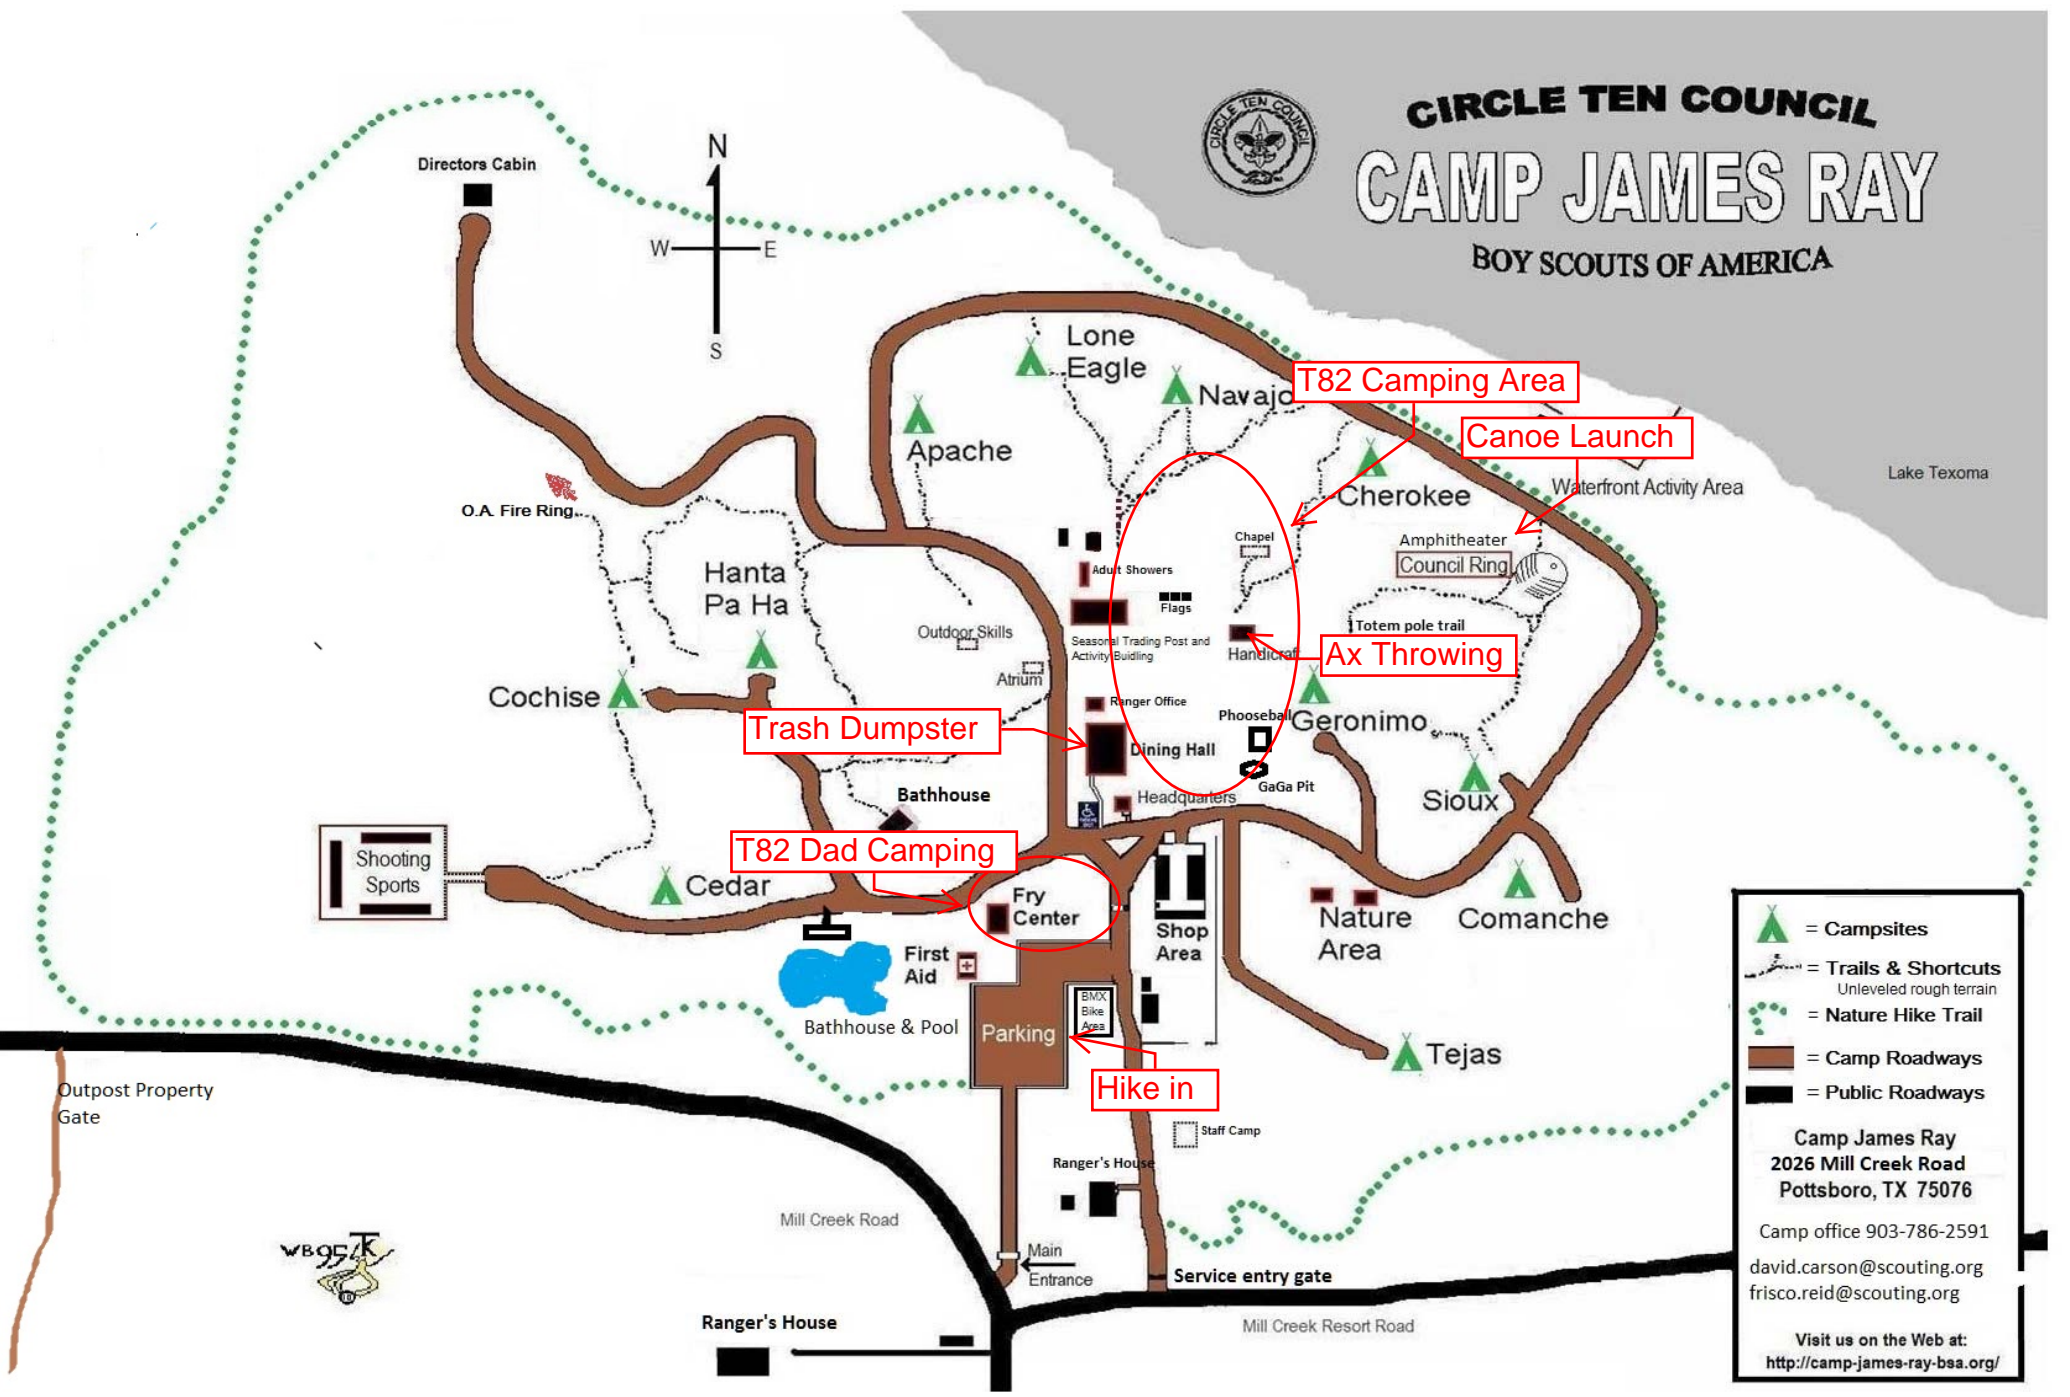 CIRCLE TEN COUNCIL
CIRCLE TEN COUNCIL
CAMP JAMES RAY
BOY SCOUTS OF AMERICA
Directors Cabin
N
W
E
S
Lone
Eagle
Navajo
T82 Camping Area
Canoe Launch
Apache
Cherokee
Waterfront Activity Area
Lake Texoma
O.A. Fire Ring
Chapel
Amphitheater
Council Ring
Adult Showers
Hanta
Pa Ha
Flags
Outdoor Skills
Seasonal Trading Post and
Activity Buidling
Totem pole trail
Handicraf
Ax Throwing
Atrium
Cochise
Ranger Office
Phooseball
Geronimo
Trash Dumpster
Dining Hall
GaGa Pit
Sioux
Bathhouse
Headquarters
T82 Dad Camping
Shooting
Sports
Cedar
Fry
Center
Shop
Area
Nature
Area
Comanche
First
Aid
BMX
Bike
Area
Bathhouse & Pool
Parking
Tejas
Hike in
Outpost Property
Gate
Staff Camp
Ranger's House
Mill Creek Road
WB95
Main
Entrance
Service entry gate
Ranger's House
Mill Creek Resort Road
= Campsites
= Trails & Shortcuts
Unleveled rough terrain
= Nature Hike Trail
= Camp Roadways
= Public Roadways
Camp James Ray
2026 Mill Creek Road
Pottsboro, TX 75076
Camp office 903-786-2591
david.carson@scouting.org
frisco.reid@scouting.org
Visit us on the Web at:
http://camp-james-ray-bsa.org/